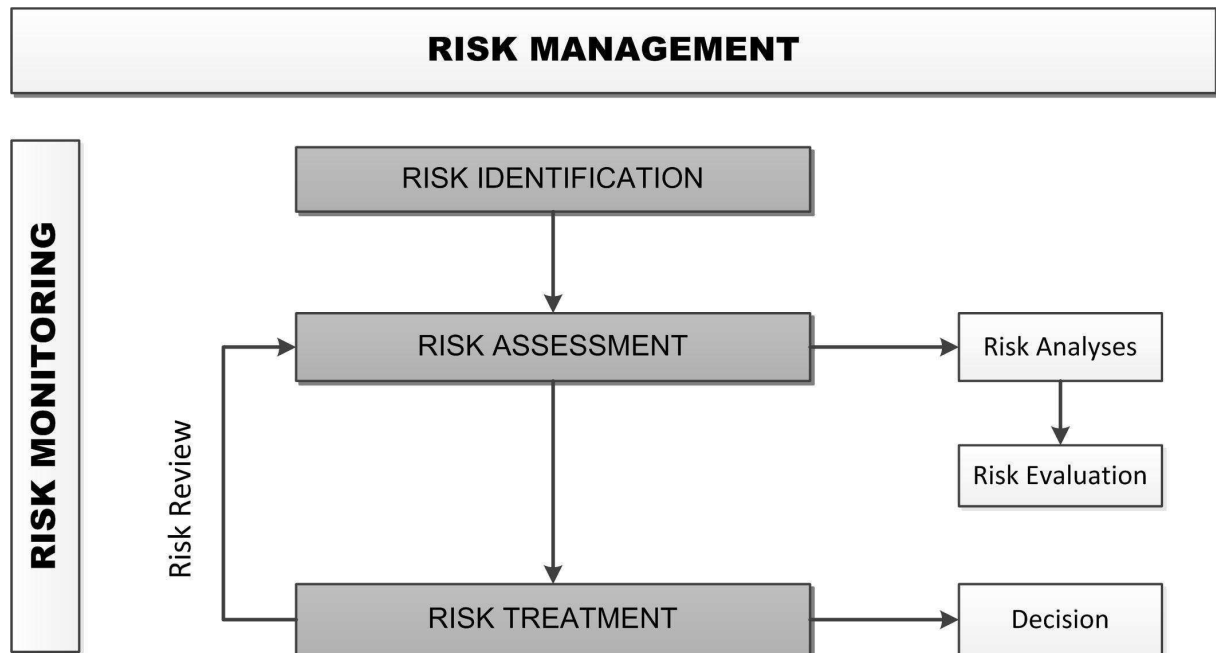 RISK MANAGEMENT
RISK MONITORING
RISK IDENTIFICATION
RISK ASSESSMENT
Risk Analyses
Risk Evaluation
Risk Review
RISK TREATMENT
Decision